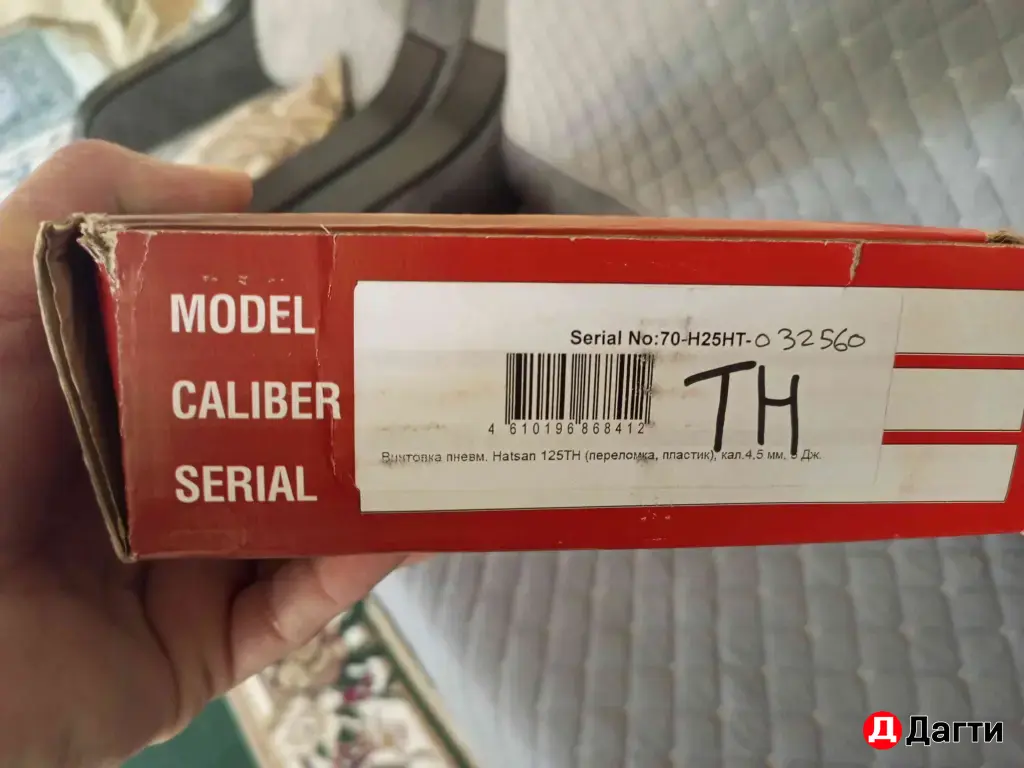 MODEL
CALIBER
SERIAL
Serial No:70-H25HT-032560
TH
4 610196 868412
Винтовка пневм. Hatsan 125TH (переломка, пластик), кал.4,5 мм, Дж.
Д Дагти